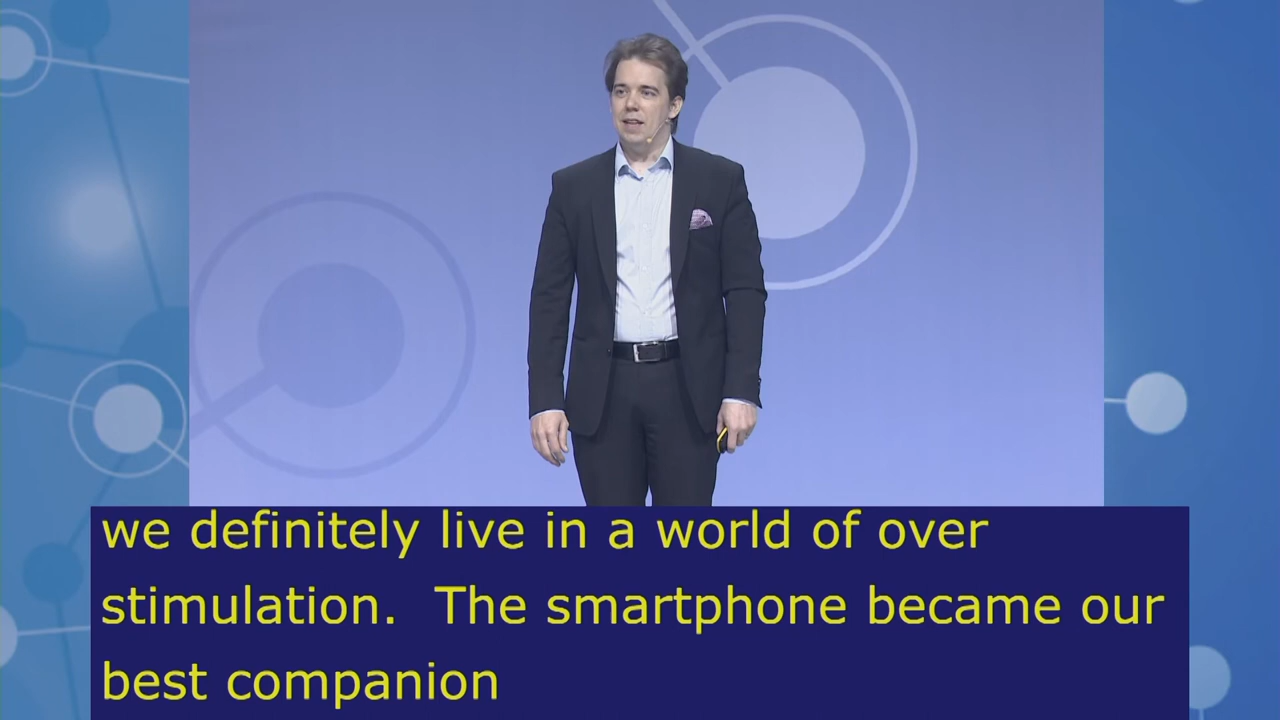 we definitely live in a world of over
stimulation.  The smartphone became our
best companion